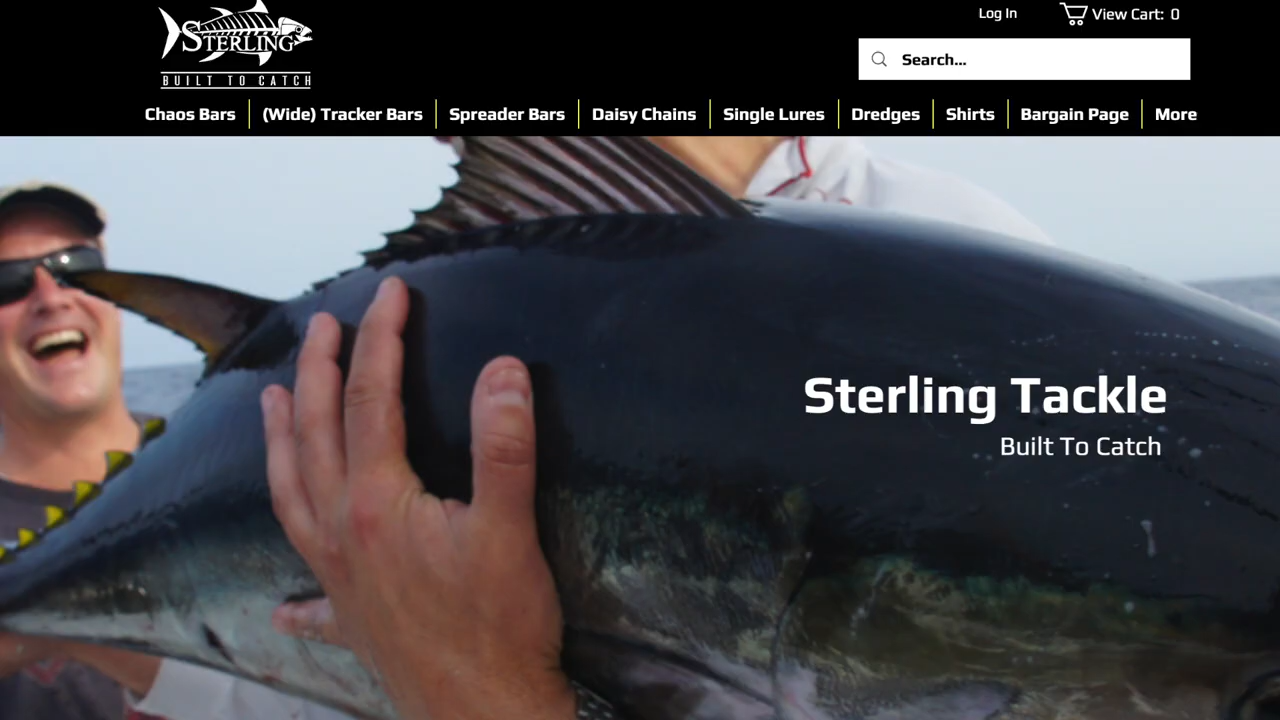 STERLING
BUILT TO CATCH
Log In
View Cart: 0
Search...
Chaos Bars
(Wide) Tracker Bars
Spreader Bars
Daisy Chains
Single Lures
Dredges
Shirts
Bargain Page
More
Sterling Tackle
Built To Catch